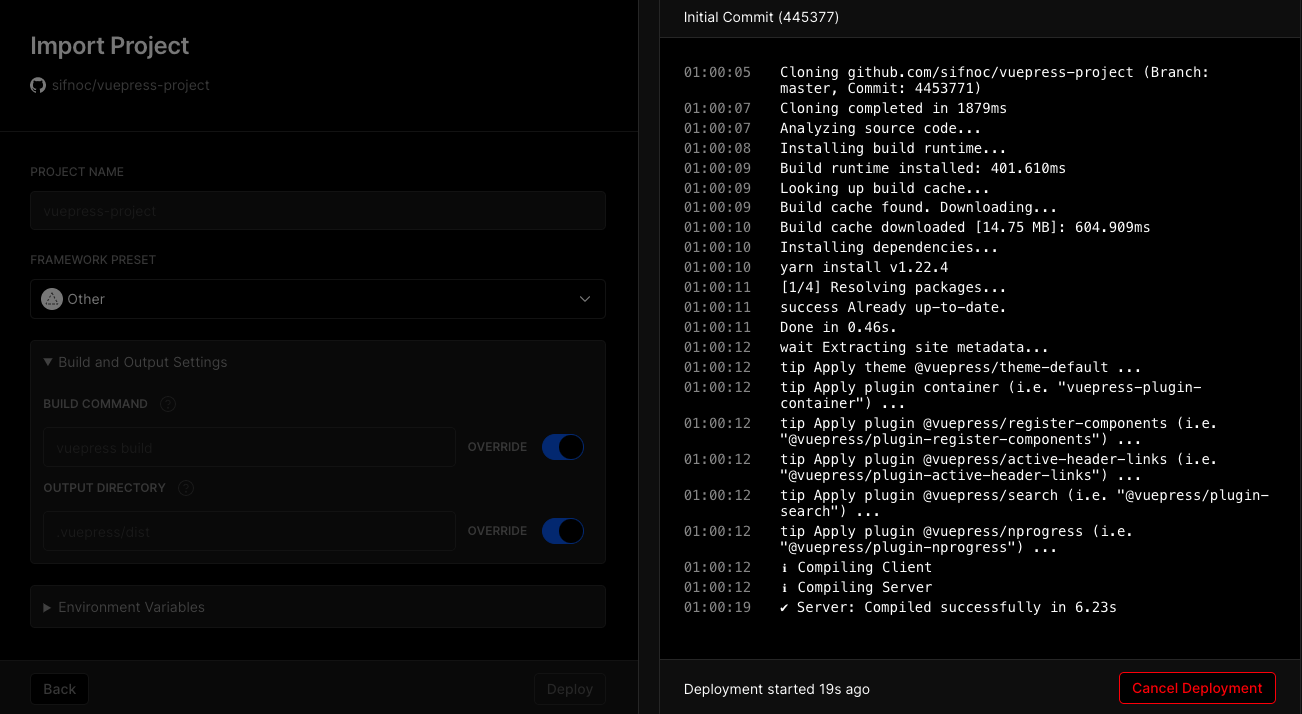 Import Project
sifnoc/vuepress-project
PROJECT NAME
vuepress-project
FRAMEWORK PRESET
Other
Build and Output Settings
BUILD COMMAND ?
vuepress build
OVERRIDE
OUTPUT DIRECTORY ?
.vuepress/dist
OVERRIDE
Environment Variables
Back
Deploy
Initial Commit (445377)
01:00:05 Cloning github.com/sifnoc/vuepress-project (Branch:
master, Commit: 4453771)
01:00:07 Cloning completed in 1879ms
01:00:07 Analyzing source code...
01:00:08 Installing build runtime...
01:00:09 Build runtime installed: 401.610ms
01:00:09 Looking up build cache...
01:00:09 Build cache found. Downloading...
01:00:10 Build cache downloaded [14.75 MB]: 604.909ms
01:00:10 Installing dependencies...
01:00:10 yarn install v1.22.4
01:00:11 [1/4] Resolving packages...
01:00:11 success Already up-to-date.
01:00:11 Done in 0.46s.
01:00:12 wait Extracting site metadata...
01:00:12 tip Apply theme @vuepress/theme-default ...
01:00:12 tip Apply plugin container (i.e. "vuepress-plugin-
container") ...
01:00:12 tip Apply plugin @vuepress/register-components (i.e.
"@vuepress/plugin-register-components") ...
01:00:12 tip Apply plugin @vuepress/active-header-links (i.e.
"@vuepress/plugin-active-header-links") ...
01:00:12 tip Apply plugin @vuepress/search (i.e. "@vuepress/plugin-
search") ...
01:00:12 tip Apply plugin @vuepress/nprogress (i.e.
"@vuepress/plugin-nprogress") ...
01:00:12 ℹ Compiling Client
01:00:12 ℹ Compiling Server
01:00:19 ✔ Server: Compiled successfully in 6.23s
Deployment started 19s ago
Cancel Deployment